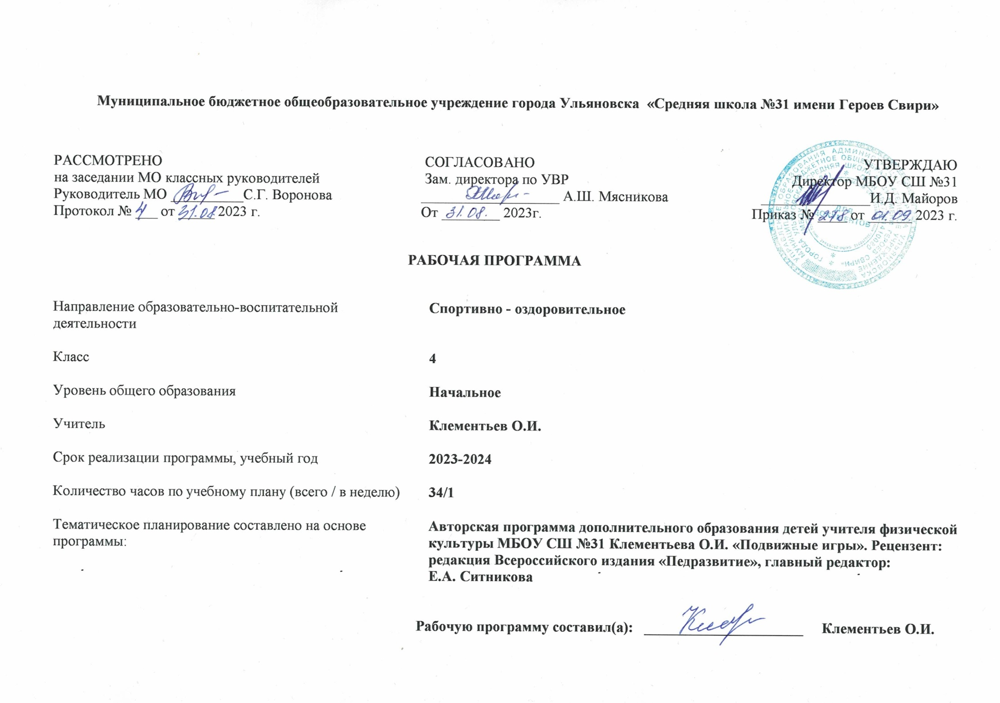 Муниципальное бюджетное общеобразовательное учреждение города Ульяновска «Средняя школа №31 имени Героев Свири»
РАССМОТРЕНО
на заседании МО классных руководителей
Руководитель МО ____ С.Г. Воронова
Протокол № 4 от 31.08 2023 г.
СОГЛАСОВАНО
Зам. директора по УВР
____ А.Ш. Мясникова
От 31.08. 2023г.
УТВЕРЖДАЮ
Директор МБОУ СШ №31
____ И.Д. Майоров
Приказ № 278 от 01.09 2023 г.
РАБОЧАЯ ПРОГРАММА
Направление образовательно-воспитательной
деятельности
Спортивно - оздоровительное
Класс
4
Уровень общего образования
Начальное
Учитель
Клементьев О.И.
Срок реализации программы, учебный год
2023-2024
Количество часов по учебному плану (всего / в неделю)
34/1
Тематическое планирование составлено на основе
программы:
Авторская программа дополнительного образования детей учителя физической
культуры МБОУ СШ №31 Клементьева О.И. «Подвижные игры». Рецензент:
редакция Всероссийского издания «Педразвитие», главный редактор:
Е.А. Ситникова
Рабочую программу составил(а): ____ Клементьев О.И.